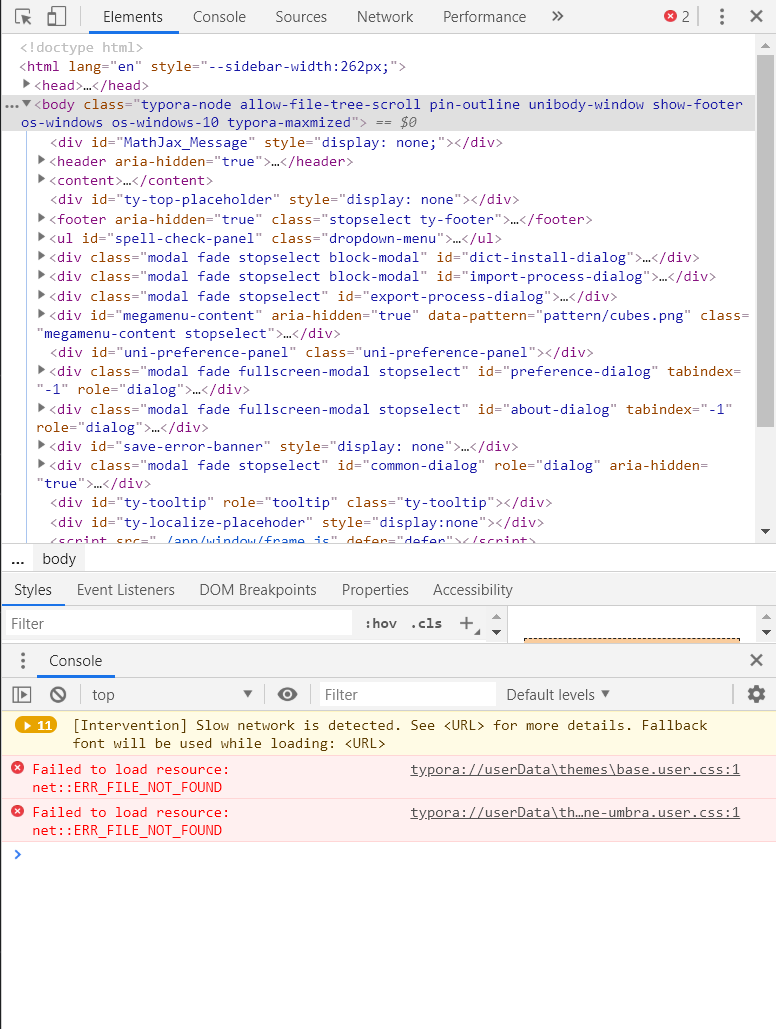 Elements Console Sources Network Performance » 2
<!doctype html>
<html lang="en" style="--sidebar-width:262px;">
<head>…</head>
…<body class="typora-node allow-file-tree-scroll pin-outline unibody-window show-footer
os-windows os-windows-10 typora-maxmized"> == $0
<div id="MathJax_Message" style="display: none;"></div>
<header aria-hidden="true">…</header>
<content>…</content>
<div id="ty-top-placeholder" style="display: none"></div>
<footer aria-hidden="true" class="stopselect ty-footer">…</footer>
<ul id="spell-check-panel" class="dropdown-menu">…</ul>
<div class="modal fade stopselect block-modal" id="dict-install-dialog">…</div>
<div class="modal fade stopselect block-modal" id="import-process-dialog">…</div>
<div class="modal fade stopselect" id="export-process-dialog">…</div>
<div id="megamenu-content" aria-hidden="true" data-pattern="pattern/cubes.png" class=
"megamenu-content stopselect">…</div>
<div id="uni-preference-panel" class="uni-preference-panel"></div>
<div class="modal fade fullscreen-modal stopselect" id="preference-dialog" tabindex=
"-1" role="dialog">…</div>
<div class="modal fade fullscreen-modal stopselect" id="about-dialog" tabindex="-1"
role="dialog">…</div>
<div id="save-error-banner" style="display: none">…</div>
<div class="modal fade stopselect" id="common-dialog" role="dialog" aria-hidden=
"true">…</div>
<div id="ty-tooltip" role="tooltip" class="ty-tooltip"></div>
<div id="ty-localize-placehoder" style="display:none"></div>
<script src="./app/window/frame.js" defer="defer"></script>
... body
Styles Event Listeners DOM Breakpoints Properties Accessibility
Filter :hov .cls +
Console
top Filter Default levels
11 [Intervention] Slow network is detected. See <URL> for more details. Fallback
font will be used while loading: <URL>
Failed to load resource: typora://userData\themes\base.user.css:1
net::ERR_FILE_NOT_FOUND
Failed to load resource: typora://userData\th…ne-umbra.user.css:1
net::ERR_FILE_NOT_FOUND